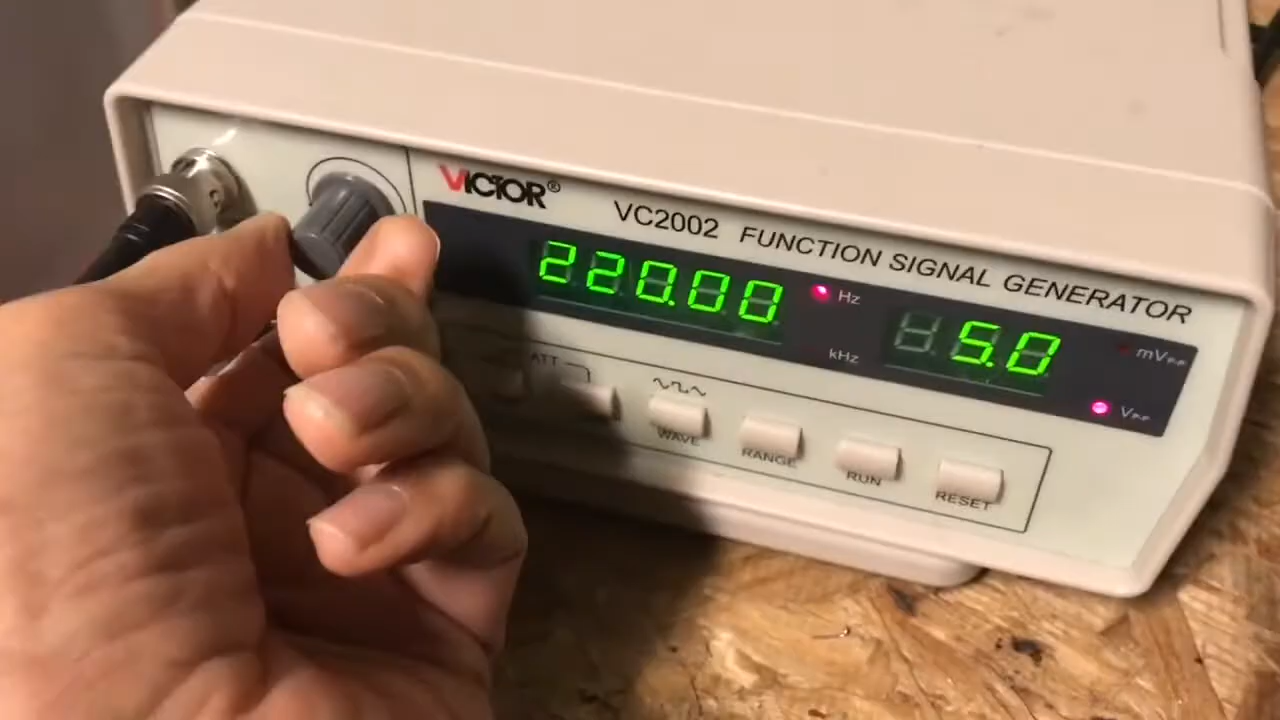 VICTOR®
VC2002 FUNCTION SIGNAL GENERATOR
220.00 Hz kHz
5.0 mVP-P VP-P
ATT
WAVE
RANGE
RUN
RESET